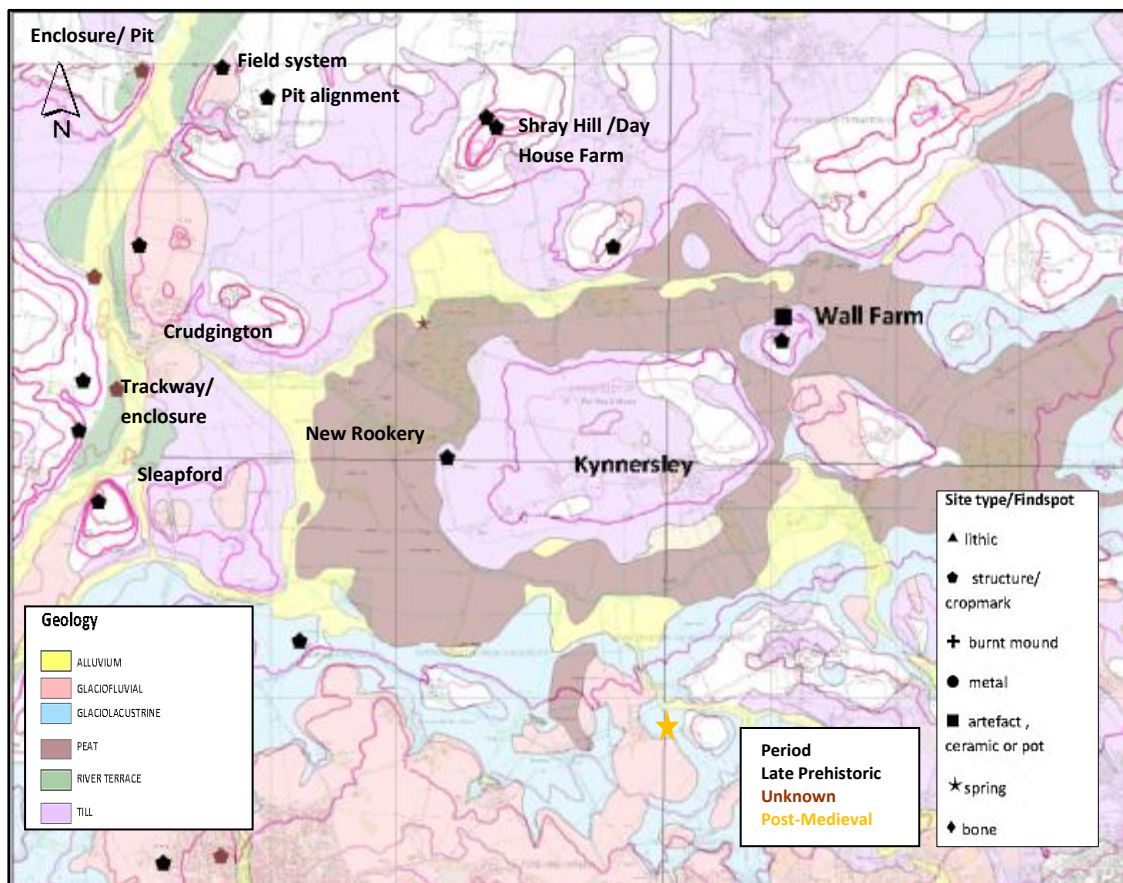 Enclosure/ Pit
Field system
Pit alignment
N
Shray Hill /Day
House Farm
Wall Farm
Crudgington
Trackway/
enclosure
New Rookery
Kynnersley
Sleapford
Site type/Findspot
lithic
structure/
cropmark
burnt mound
metal
artefact ,
ceramic or pot
spring
bone
Geology
ALLUVIUM
GLACIOFLUVIAL
GLACIOLACUSTRINE
PEAT
RIVER TERRACE
TILL
Period
Late Prehistoric
Unknown
Post-Medieval